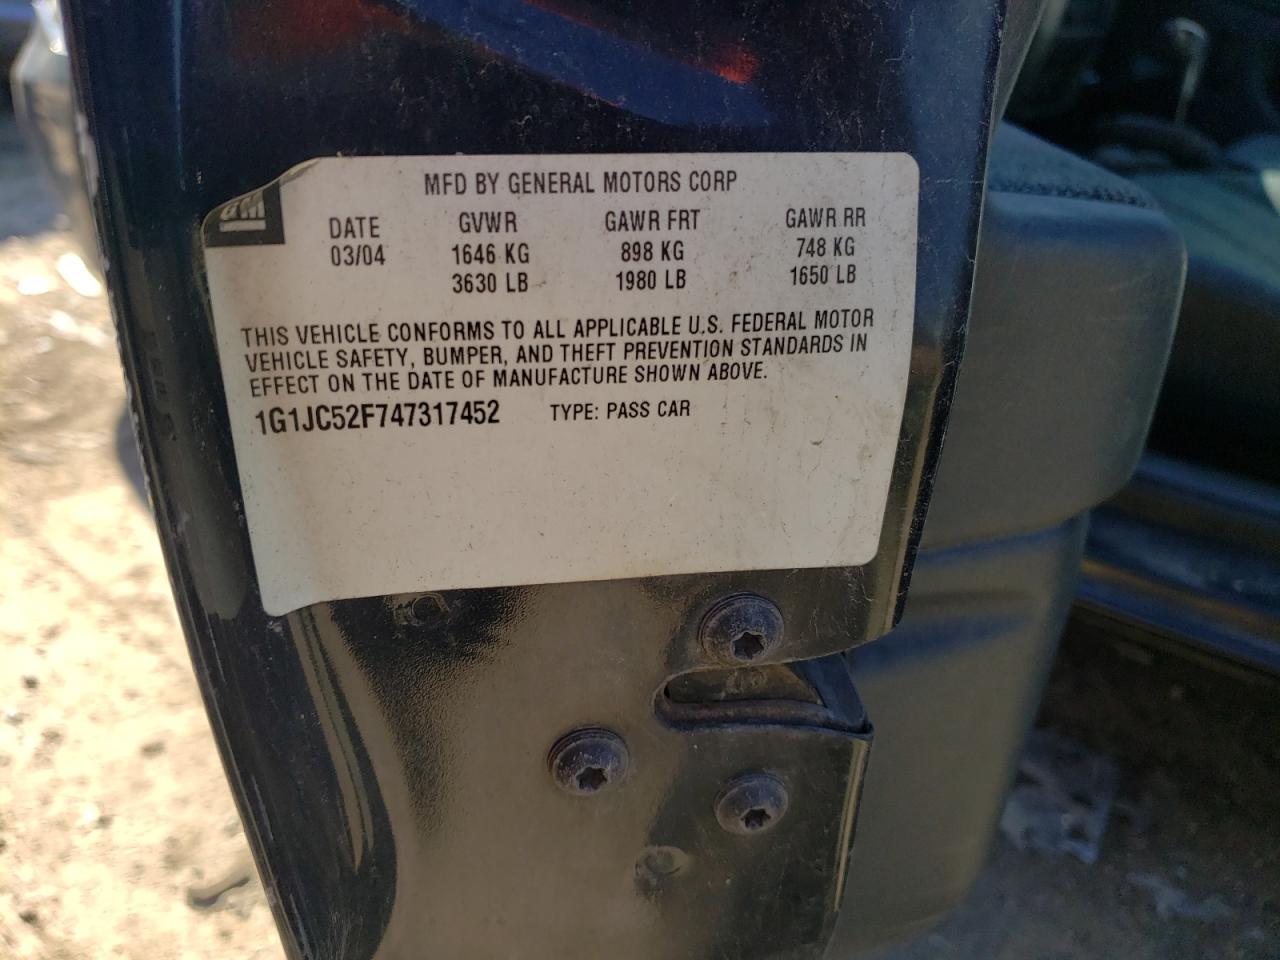 GM
MFD BY GENERAL MOTORS CORP
DATE GVWR GAWR FRT GAWR RR
03/04 1646 KG 898 KG 748 KG
3630 LB 1980 LB 1650 LB
THIS VEHICLE CONFORMS TO ALL APPLICABLE U.S. FEDERAL MOTOR
VEHICLE SAFETY, BUMPER, AND THEFT PREVENTION STANDARDS IN
EFFECT ON THE DATE OF MANUFACTURE SHOWN ABOVE.
1G1JC52F747317452 TYPE: PASS CAR